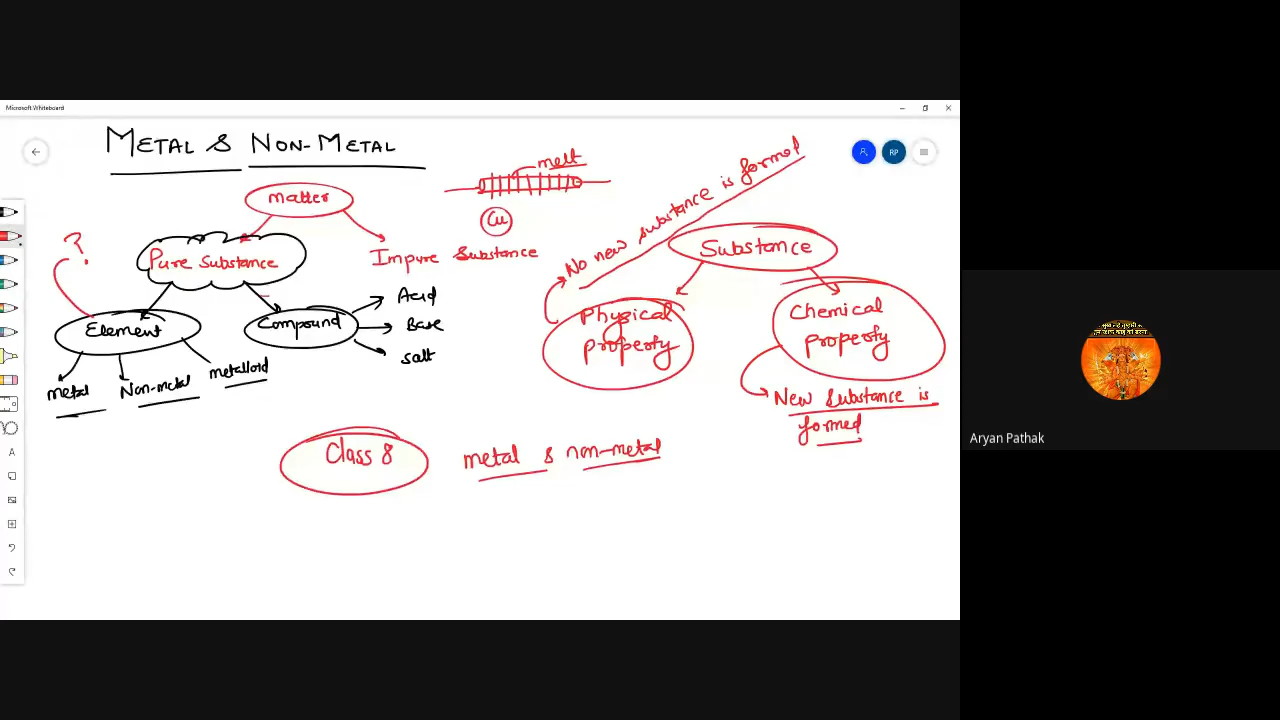 Microsoft Whiteboard
METAL & NON-METAL
matter
melt
Cu
No new substance is formed
RP
Pure Substance
Impure Substance
Substance
?
Element
Compound
Acid
Base
Salt
metal
Non-metal
metalloid
Physical
property
Chemical
property
New Substance is
formed
Class 8
metal & non-metal
A
Aryan Pathak